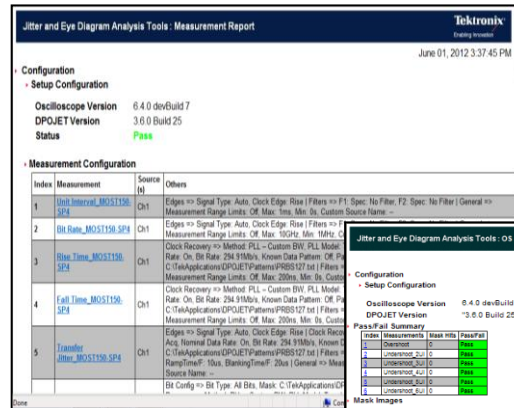 Jitter and Eye Diagram Analysis Tools : Measurement Report
Tektronix
Enabling Innovation
June 01, 2012 3:37:45 PM
Configuration
Setup Configuration
Oscilloscope Version 6.4.0 devBuild 7
DPOJET Version 3.6.0 Build 25
Status Pass
Measurement Configuration
Index Measurement Source (s) Others
1 Unit Interval_MOST150-SP4 Ch1 Edges => Signal Type: Auto, Clock Edge: Rise | Filters => F1: Spec: No Filter, F2: Spec: No Filter | General =>
Measurement Range Limits: Off, Max: 1ms, Min: 0s, Custom Source Name: –
2 Bit Rate_MOST150-SP4 Ch1 Edges => Signal Type: Auto, Clock Edge: Rise | Filters =>
Measurement Range Limits: Off, Max: 10GHz, Min: 1MHz,
3 Rise Time_MOST150-SP4 Ch1 Clock Recovery => Method: PLL – Custom BW, PLL Model:
Rate: On, Bit Rate: 294.91Mb/s, Known Data Pattern: Off,
C:\TekApplications\DPOJET\Patterns\PRBS127.txt | Filters =
Measurement Range Limits: Off, Max: 200ns, Min: 0s,
4 Fall Time_MOST150-SP4 Ch1 Clock Recovery => Method: PLL – Custom BW, PLL Model:
Rate: On, Bit Rate: 294.91Mb/s, Known Data Pattern: Off,
C:\TekApplications\DPOJET\Patterns\PRBS127.txt | Filters =
Measurement Range Limits: Off, Max: 200ns, Min: 0s,
5 Transfer Jitter_MOST150-SP4 Ch1 Edges => Signal Type: Auto, Clock Edge: Rise | Clock
Acq, Nominal Data Rate: On, Bit Rate: 294.91Mb/s, Known
C:\TekApplications\DPOJET\Patterns\PRBS127.txt | Filters =
RampTime/F: 10us, BlankingTime/F: 20us | General =>
Source Name: –
Bit Config => Bit Type: All Bits, Mask:
Done
Jitter and Eye Diagram Analysis Tools : OS
Configuration
Setup Configuration
Oscilloscope Version 6.4.0 devBuild
DPOJET Version "3.6.0 Build 25
Pass/Fail Summary
Index Measurements Mask Hits Pass/Fail
1 Overshoot 0 Pass
2 Undershoot_2UI 0 Pass
3 Undershoot_3UI 0 Pass
4 Undershoot_4UI 0 Pass
5 Undershoot_5UI 0 Pass
6 Undershoot_6UI 0 Pass
Mask Images